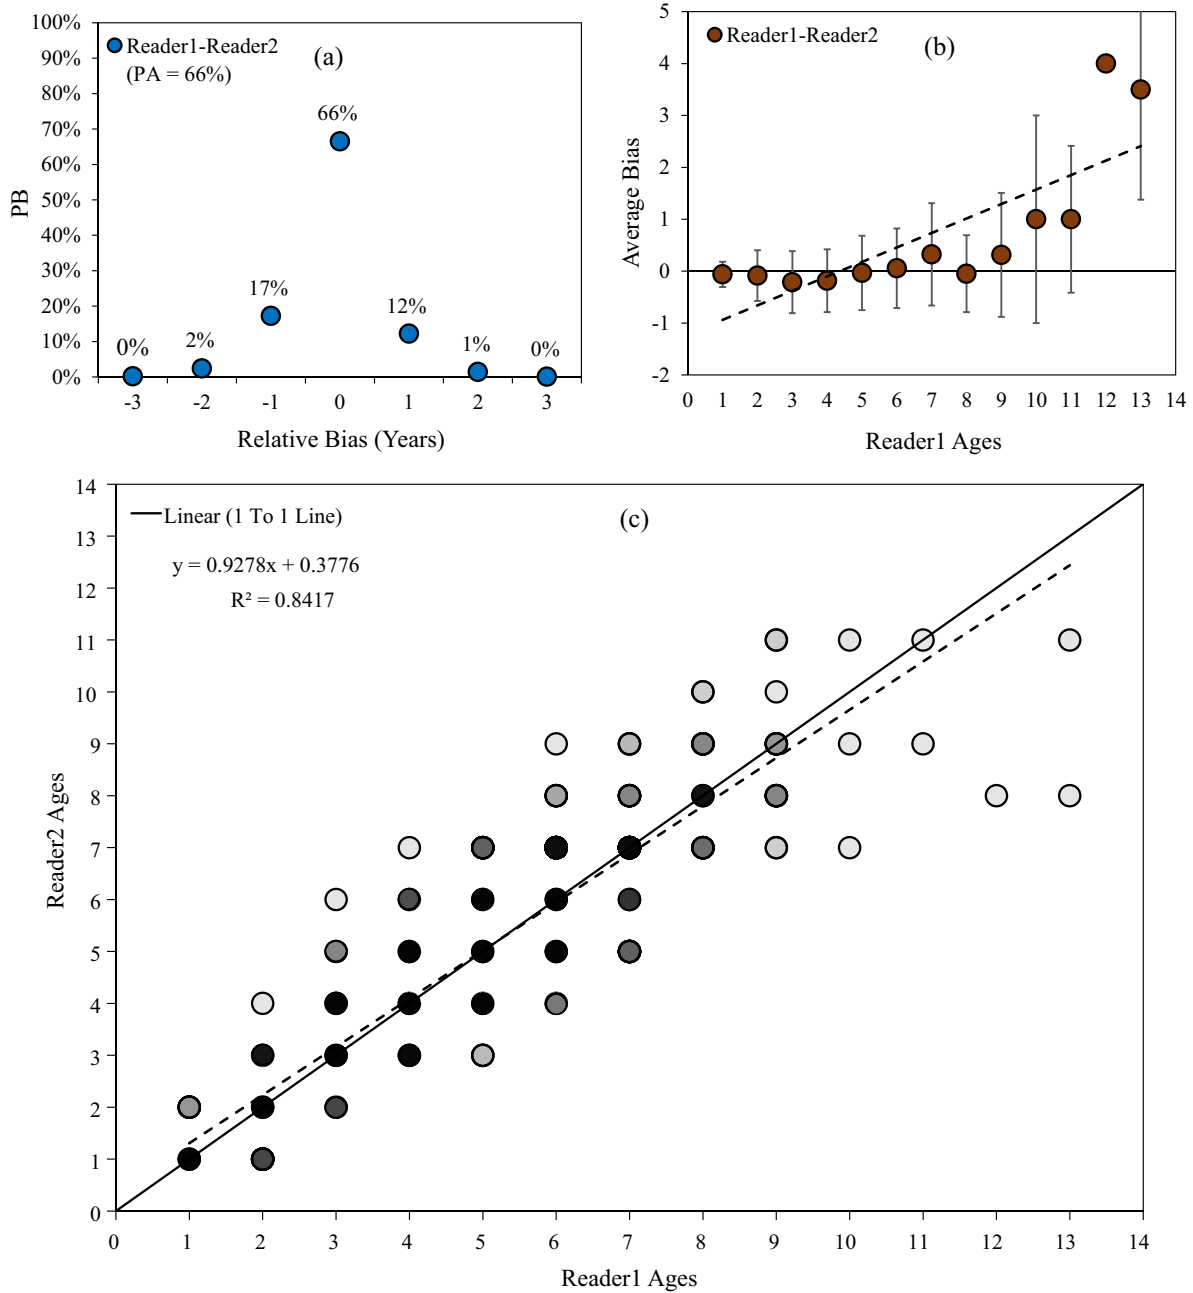 100%
90%
80%
70%
60%
50%
40%
30%
20%
10%
0%
PB
Reader1-Reader2
(PA = 66%)
(a)
0%
2%
17%
66%
12%
1%
0%
-3 -2 -1 0 1 2 3
Relative Bias (Years)
5
4
3
2
1
0
-1
-2
Average Bias
Reader1-Reader2
(b)
0 1 2 3 4 5 6 7 8 9 10 11 12 13 14
Reader1 Ages
14
13
12
11
10
9
8
7
6
5
4
3
2
1
0
Reader2 Ages
Linear (1 To 1 Line)
(c)
y = 0.9278x + 0.3776
R² = 0.8417
0 1 2 3 4 5 6 7 8 9 10 11 12 13 14
Reader1 Ages